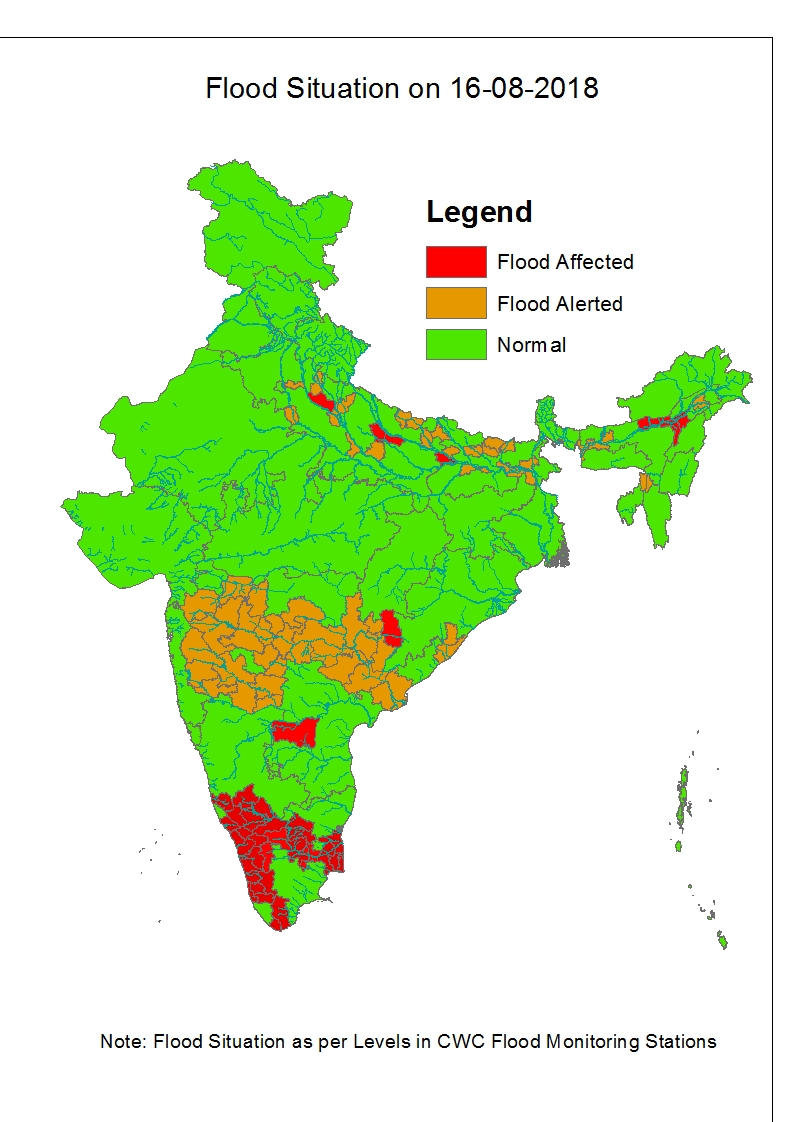 Flood Situation on 16-08-2018
Legend
Flood Affected
Flood Alerted
Normal
Note: Flood Situation as per Levels in CWC Flood Monitoring Stations